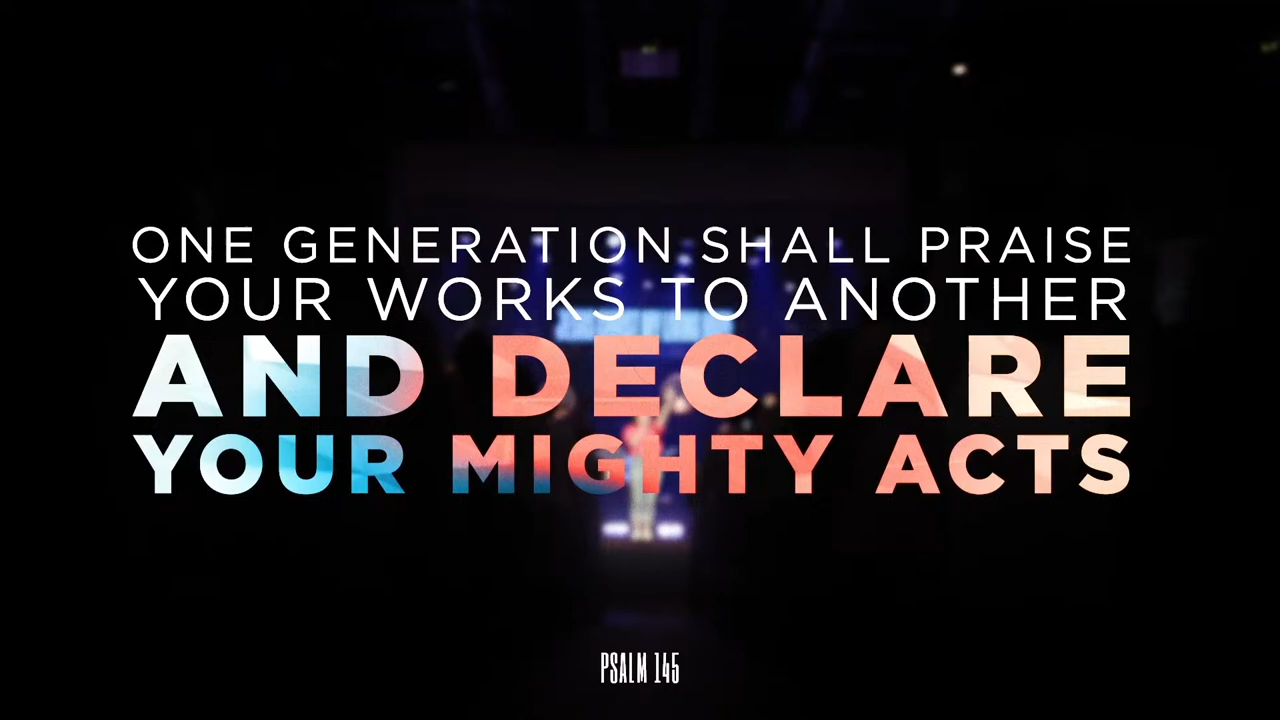 ONE GENERATION SHALL PRAISE
YOUR WORKS TO ANOTHER
AND DECLARE
YOUR MIGHTY ACTS
PSALM 145